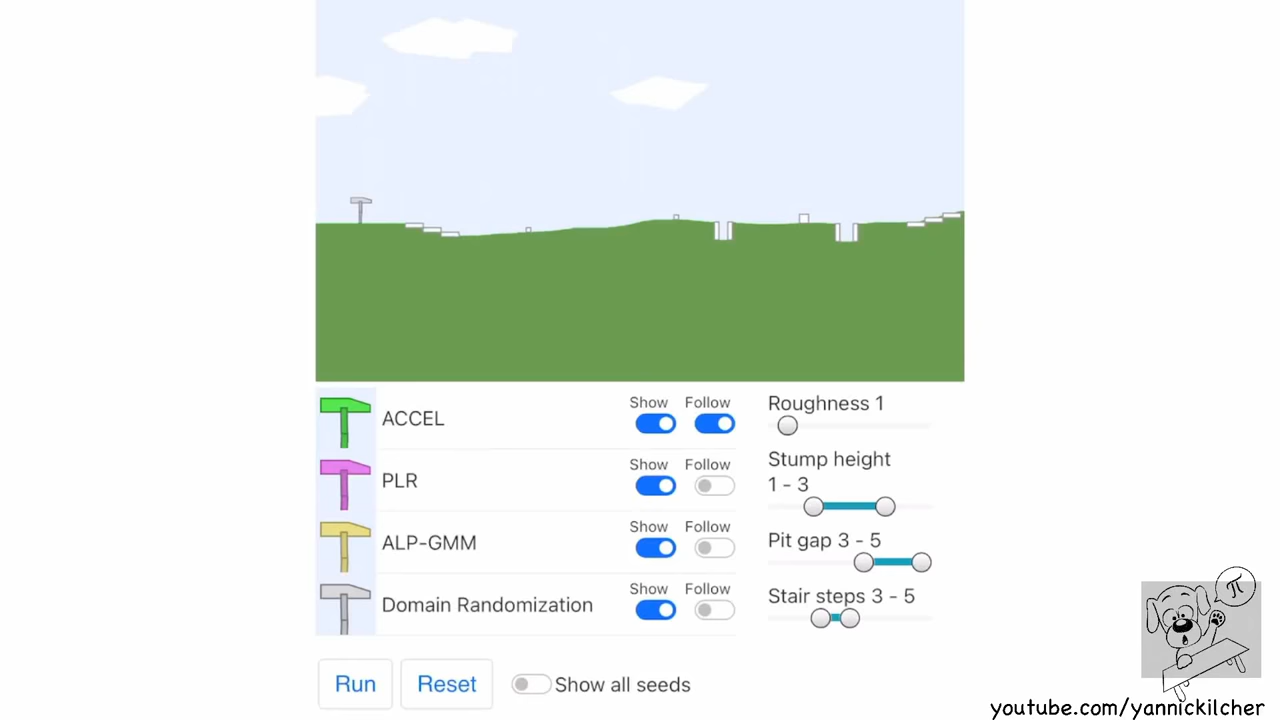 Show Follow
ACCEL
Show Follow
PLR
Show Follow
ALP-GMM
Show Follow
Domain Randomization
Roughness 1
Stump height
1 - 3
Pit gap 3 - 5
Stair steps 3 - 5
Run Reset Show all seeds
π
youtube.com/yannickilcher